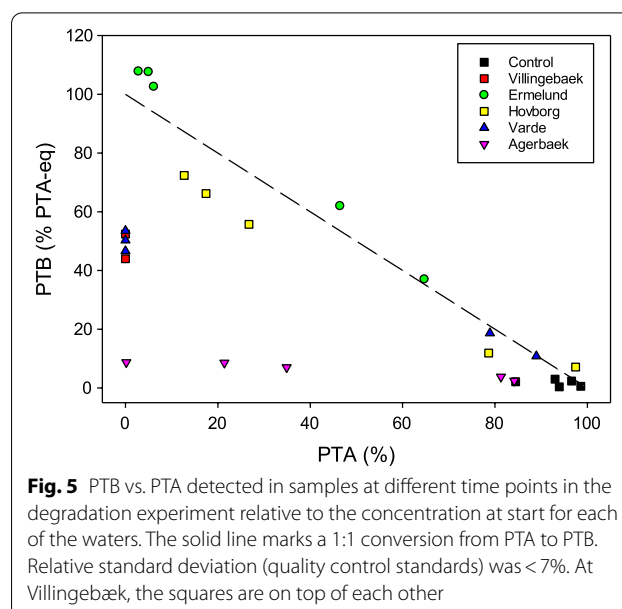 120
100
80
60
40
20
0
PTB (% PTA-eq)
Control
Villingebaek
Ermelund
Hovborg
Varde
Agerbaek
0 20 40 60 80 100
PTA (%)
Fig. 5 PTB vs. PTA detected in samples at different time points in the
degradation experiment relative to the concentration at start for each
of the waters. The solid line marks a 1:1 conversion from PTA to PTB.
Relative standard deviation (quality control standards) was < 7%. At
Villingebæk, the squares are on top of each other